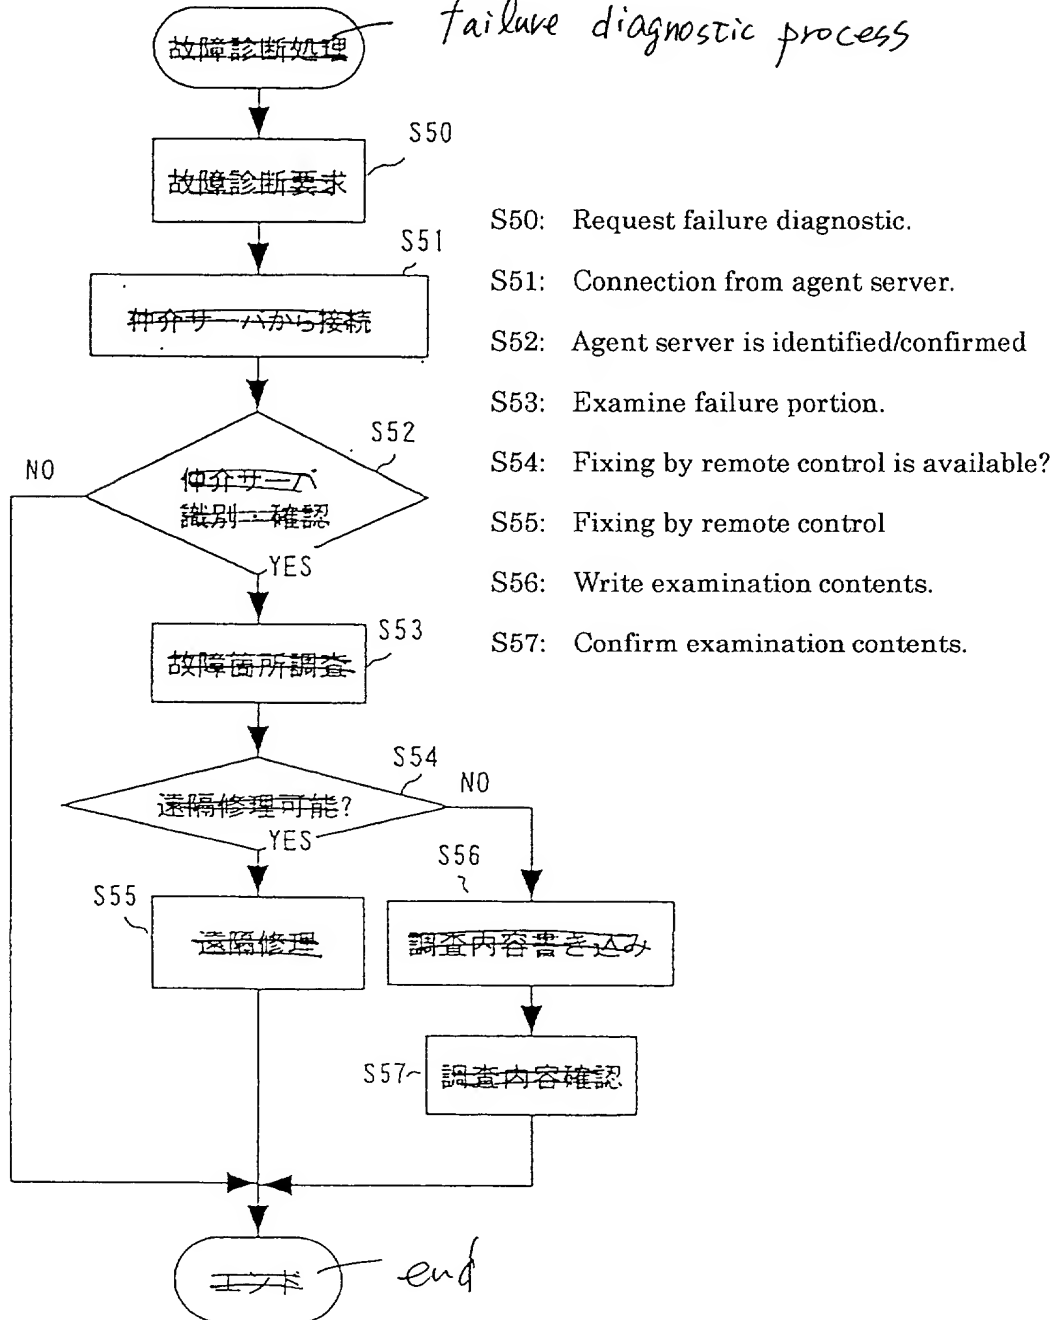 故障診断処理
failure diagnostic process
S50
故障診断要求
S51
仲介サーバから接続
S50: Request failure diagnostic.
S51: Connection from agent server.
S52: Agent server is identified/confirmed
S53: Examine failure portion.
S54: Fixing by remote control is available?
S55: Fixing by remote control
S56: Write examination contents.
S57: Confirm examination contents.
S52
NO
仲介サーバ
識別・確認
YES
S53
故障箇所調査
S54
NO
遠隔修理可能?
YES
S55
遠隔修理
S56
調査内容書き込み
S57
調査内容確認
エンド
end